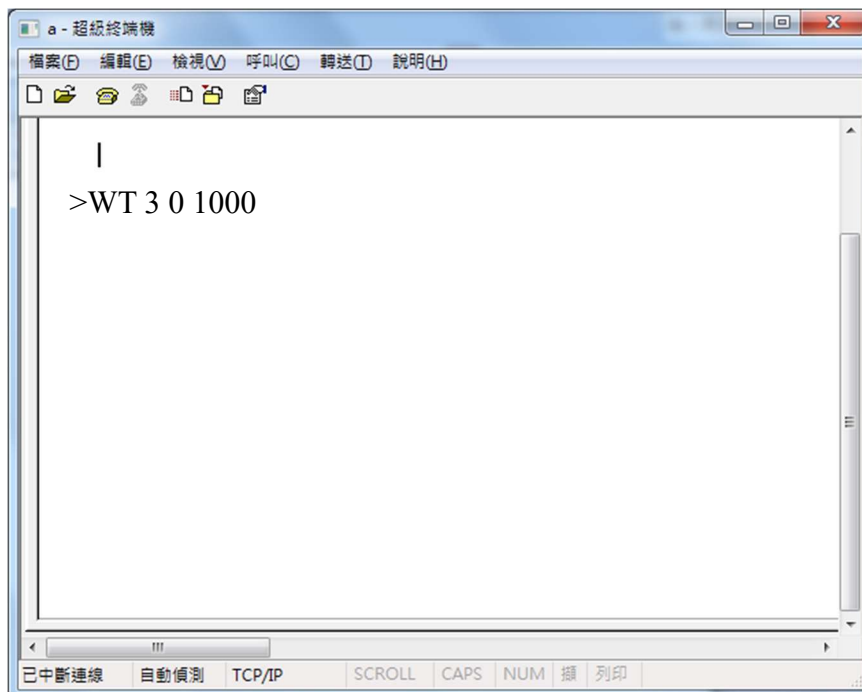 a - 超級終端機
檔案(F) 編輯(E) 檢視(V) 呼叫(C) 轉送(T) 說明(H)
>WT 3 0 1000
已中斷連線 自動偵測 TCP/IP SCROLL CAPS NUM 擷 列印